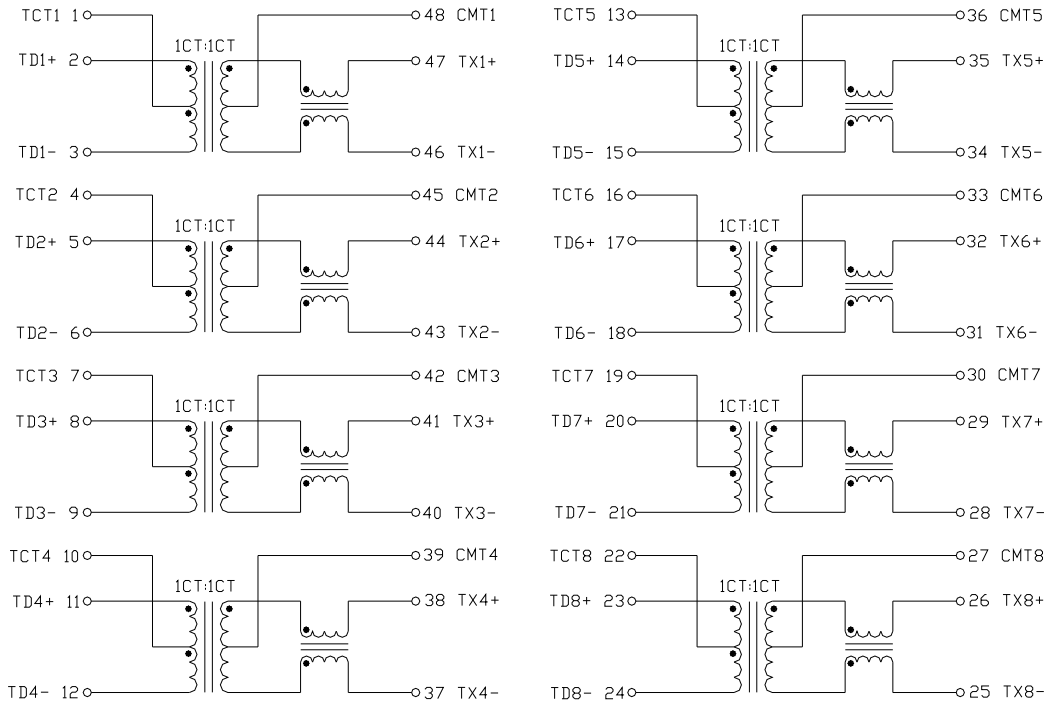 TCT1 1 48 CMT1 TCT5 13 36 CMT5
1CT:1CT 1CT:1CT
TD1+ 2 47 TX1+ TD5+ 14 35 TX5+
TD1- 3 46 TX1- TD5- 15 34 TX5-
TCT2 4 45 CMT2 TCT6 16 33 CMT6
1CT:1CT 1CT:1CT
TD2+ 5 44 TX2+ TD6+ 17 32 TX6+
TD2- 6 43 TX2- TD6- 18 31 TX6-
TCT3 7 42 CMT3 TCT7 19 30 CMT7
1CT:1CT 1CT:1CT
TD3+ 8 41 TX3+ TD7+ 20 29 TX7+
TD3- 9 40 TX3- TD7- 21 28 TX7-
TCT4 10 39 CMT4 TCT8 22 27 CMT8
1CT:1CT 1CT:1CT
TD4+ 11 38 TX4+ TD8+ 23 26 TX8+
TD4- 12 37 TX4- TD8- 24 25 TX8-